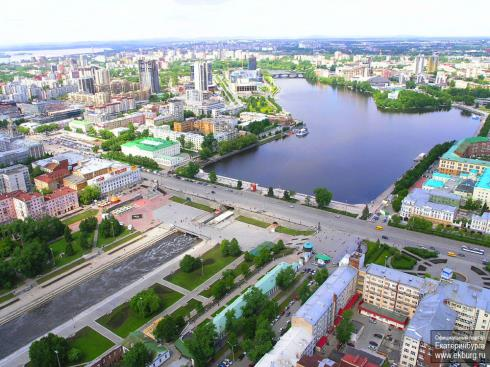 Официальный портал
Екатеринбурга
www.ekburg.ru